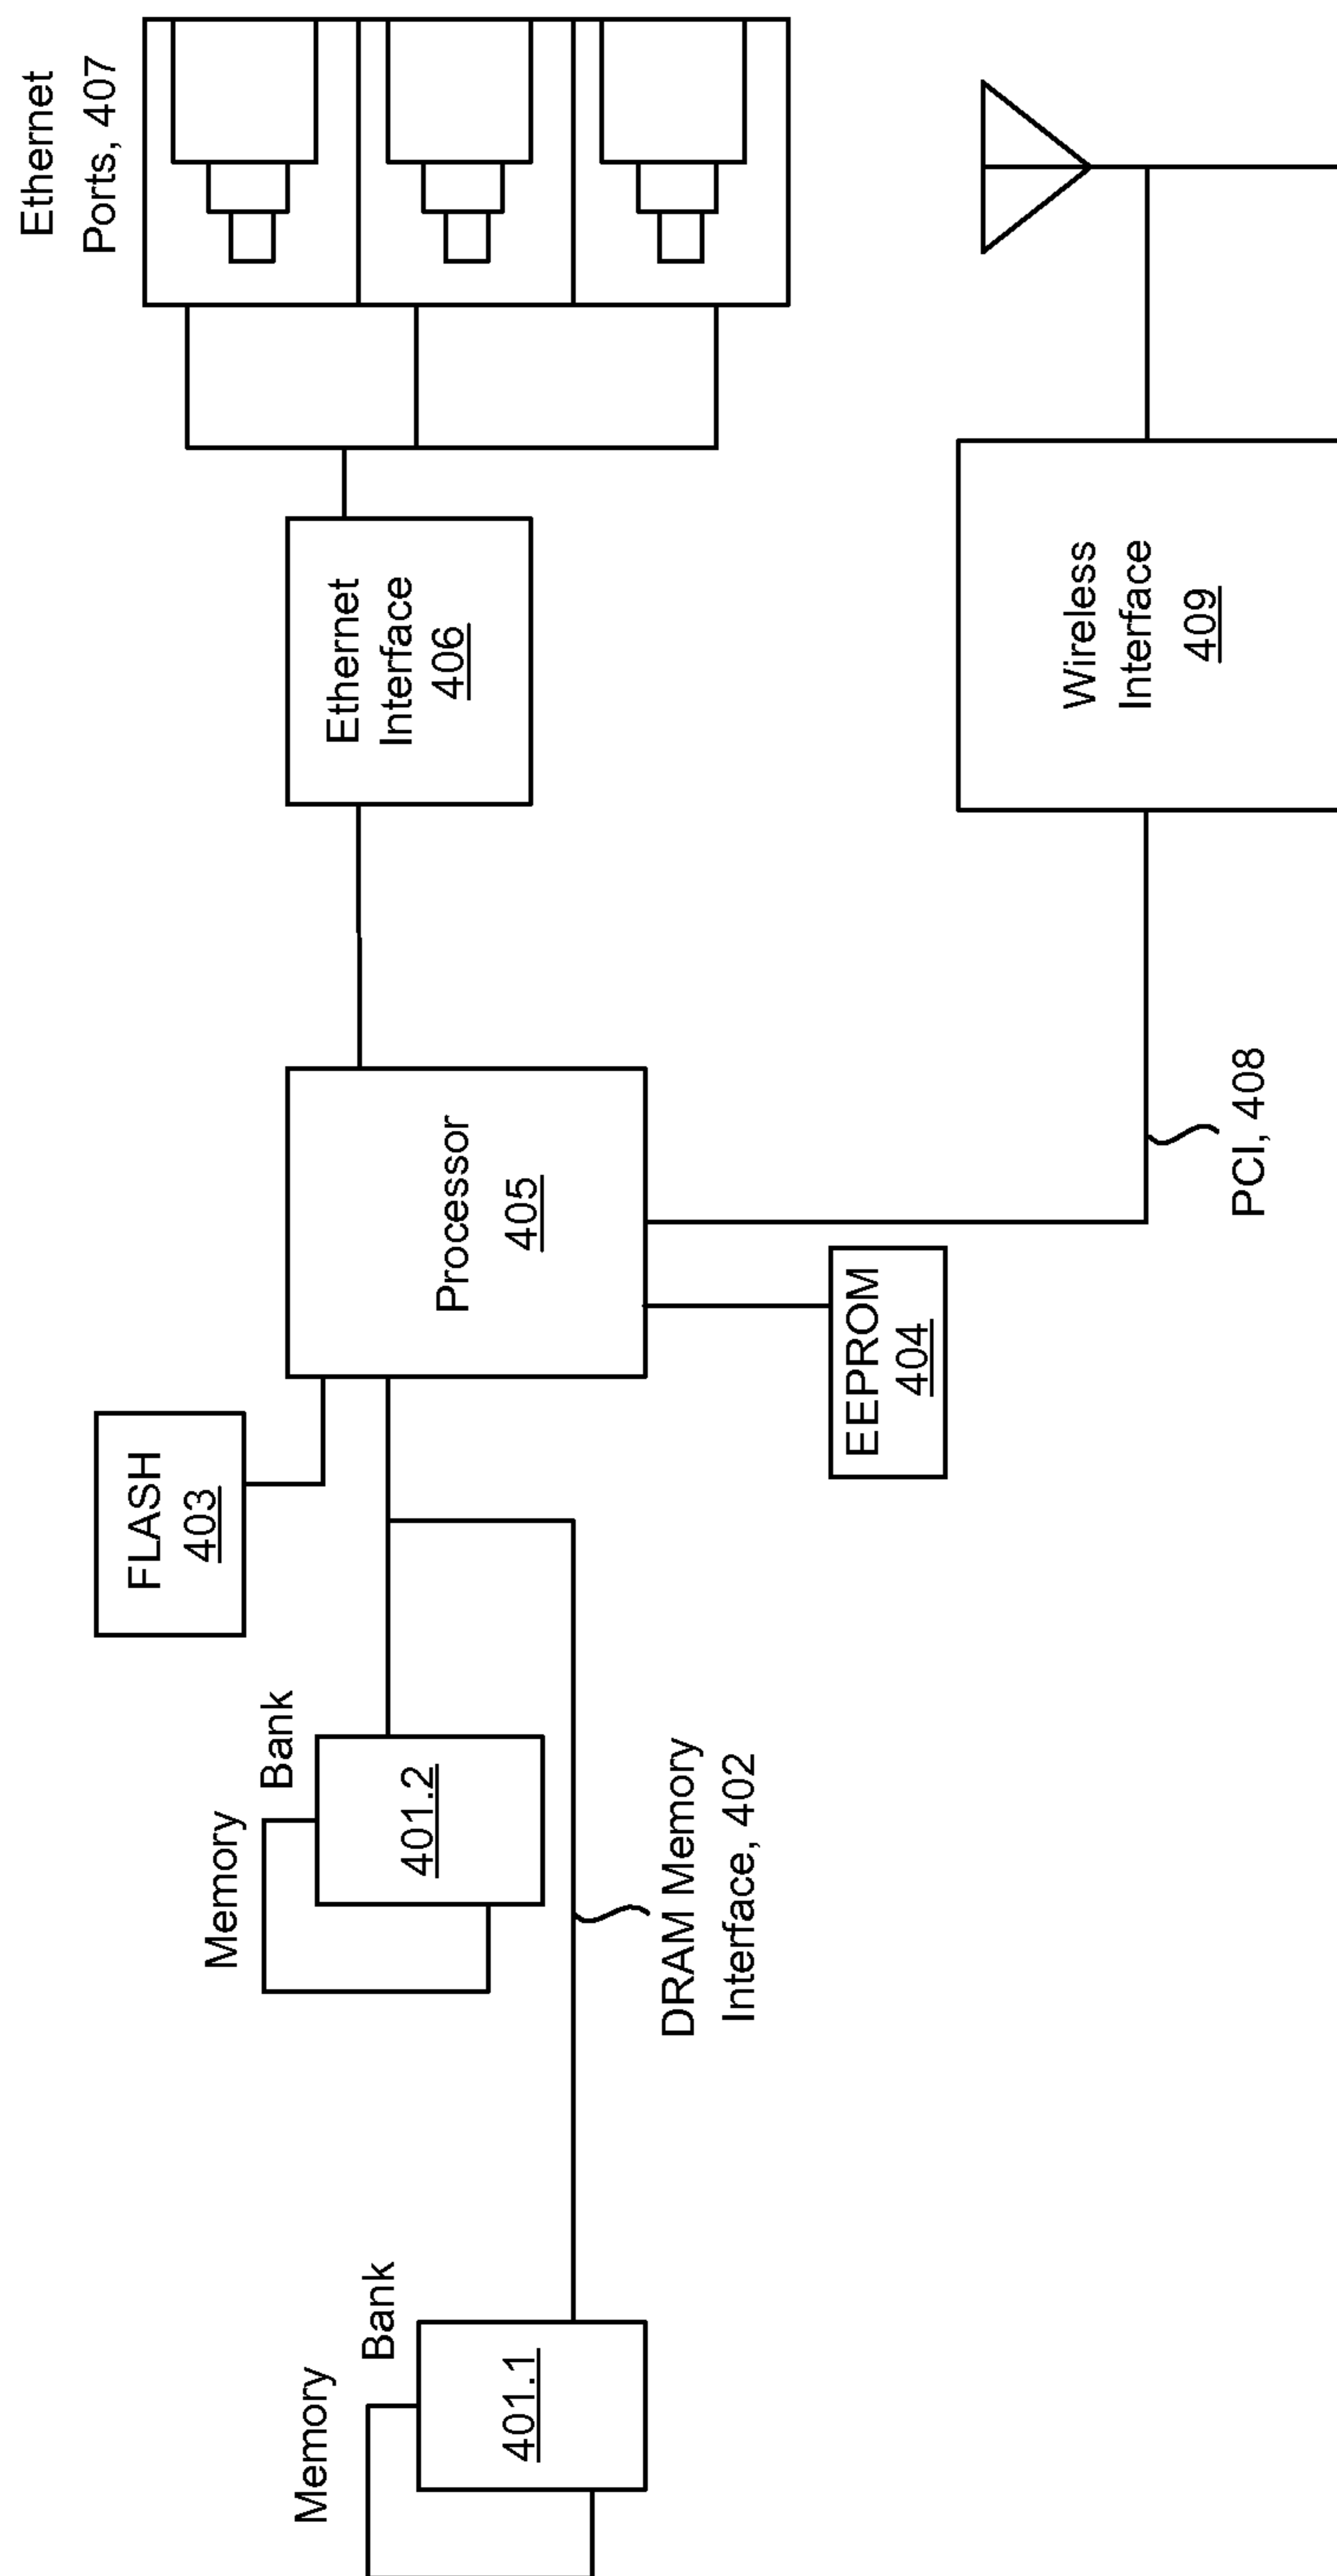 Memory
Bank
401.1
Memory
Bank
401.2
DRAM Memory
Interface, 402
FLASH
403
Processor
405
EEPROM
404
PCI, 408
Ethernet
Interface
406
Ethernet
Ports, 407
Wireless
Interface
409